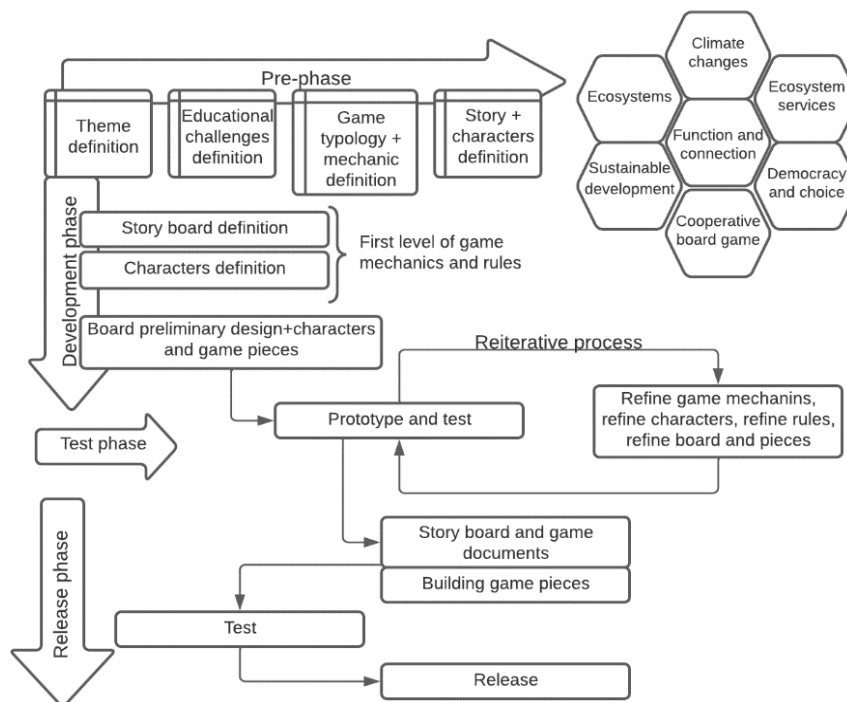 Pre-phase
Theme
definition
Educational
challenges
definition
Game
typology +
mechanic
definition
Story +
characters
definition
Climate
changes
Ecosystems
Ecosystem
services
Function and
connection
Sustainable
development
Democracy
and choice
Cooperative
board game
Development phase
Story board definition
Characters definition
First level of game
mechanics and rules
Board preliminary design+characters
and game pieces
Reiterative process
Prototype and test
Refine game mechanins,
refine characters, refine rules,
refine board and pieces
Test phase
Story board and game
documents
Building game pieces
Release phase
Test
Release